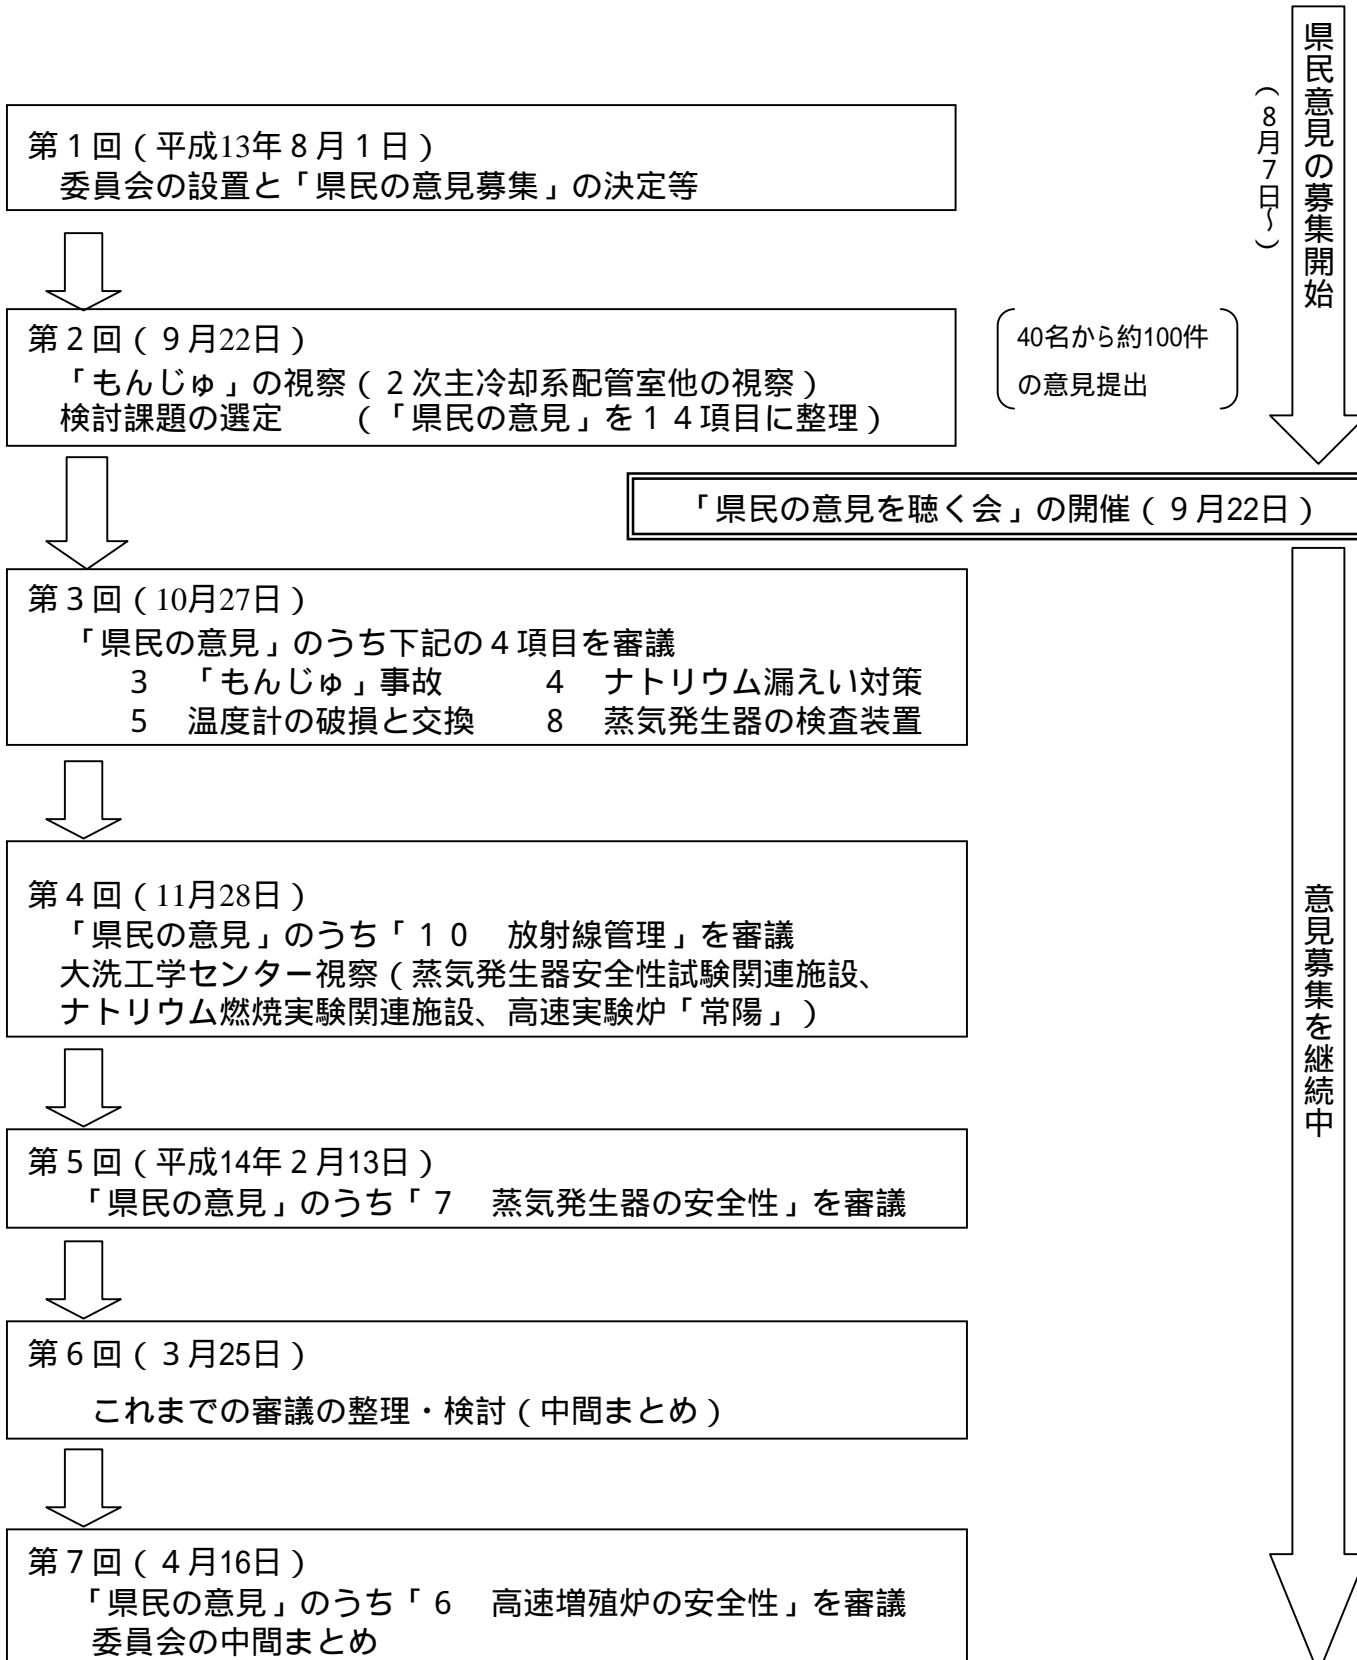 県民意見の募集開始
（８月７日～）
第１回（平成13年８月１日）
委員会の設置と「県民の意見募集」の決定等
第２回（９月22日）
「もんじゅ」の視察（２次主冷却系配管室他の視察）
検討課題の選定　　（「県民の意見」を１４項目に整理）
40名から約100件
の意見提出
「県民の意見を聴く会」の開催（９月22日）
第３回（10月27日）
「県民の意見」のうち下記の４項目を審議
３　「もんじゅ」事故　　４　ナトリウム漏えい対策
５　温度計の破損と交換　　８　蒸気発生器の検査装置
第４回（11月28日）
「県民の意見」のうち「１０　放射線管理」を審議
大洗工学センター視察（蒸気発生器安全性試験関連施設、
ナトリウム燃焼実験関連施設、高速実験炉「常陽」）
意見募集を継続中
第５回（平成14年２月13日）
「県民の意見」のうち「７　蒸気発生器の安全性」を審議
第６回（３月25日）
これまでの審議の整理・検討（中間まとめ）
第７回（４月16日）
「県民の意見」のうち「６　高速増殖炉の安全性」を審議
委員会の中間まとめ